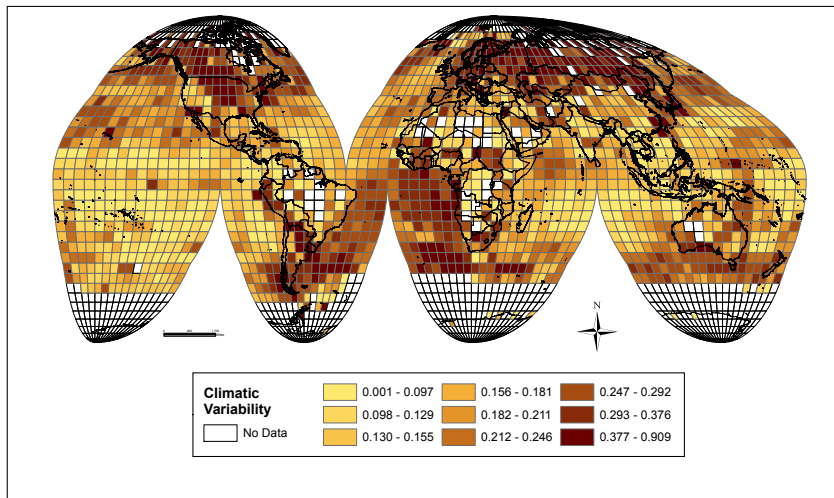 N
Climatic
Variability
No Data
0.001 - 0.097
0.098 - 0.129
0.130 - 0.155
0.156 - 0.181
0.182 - 0.211
0.212 - 0.246
0.247 - 0.292
0.293 - 0.376
0.377 - 0.909